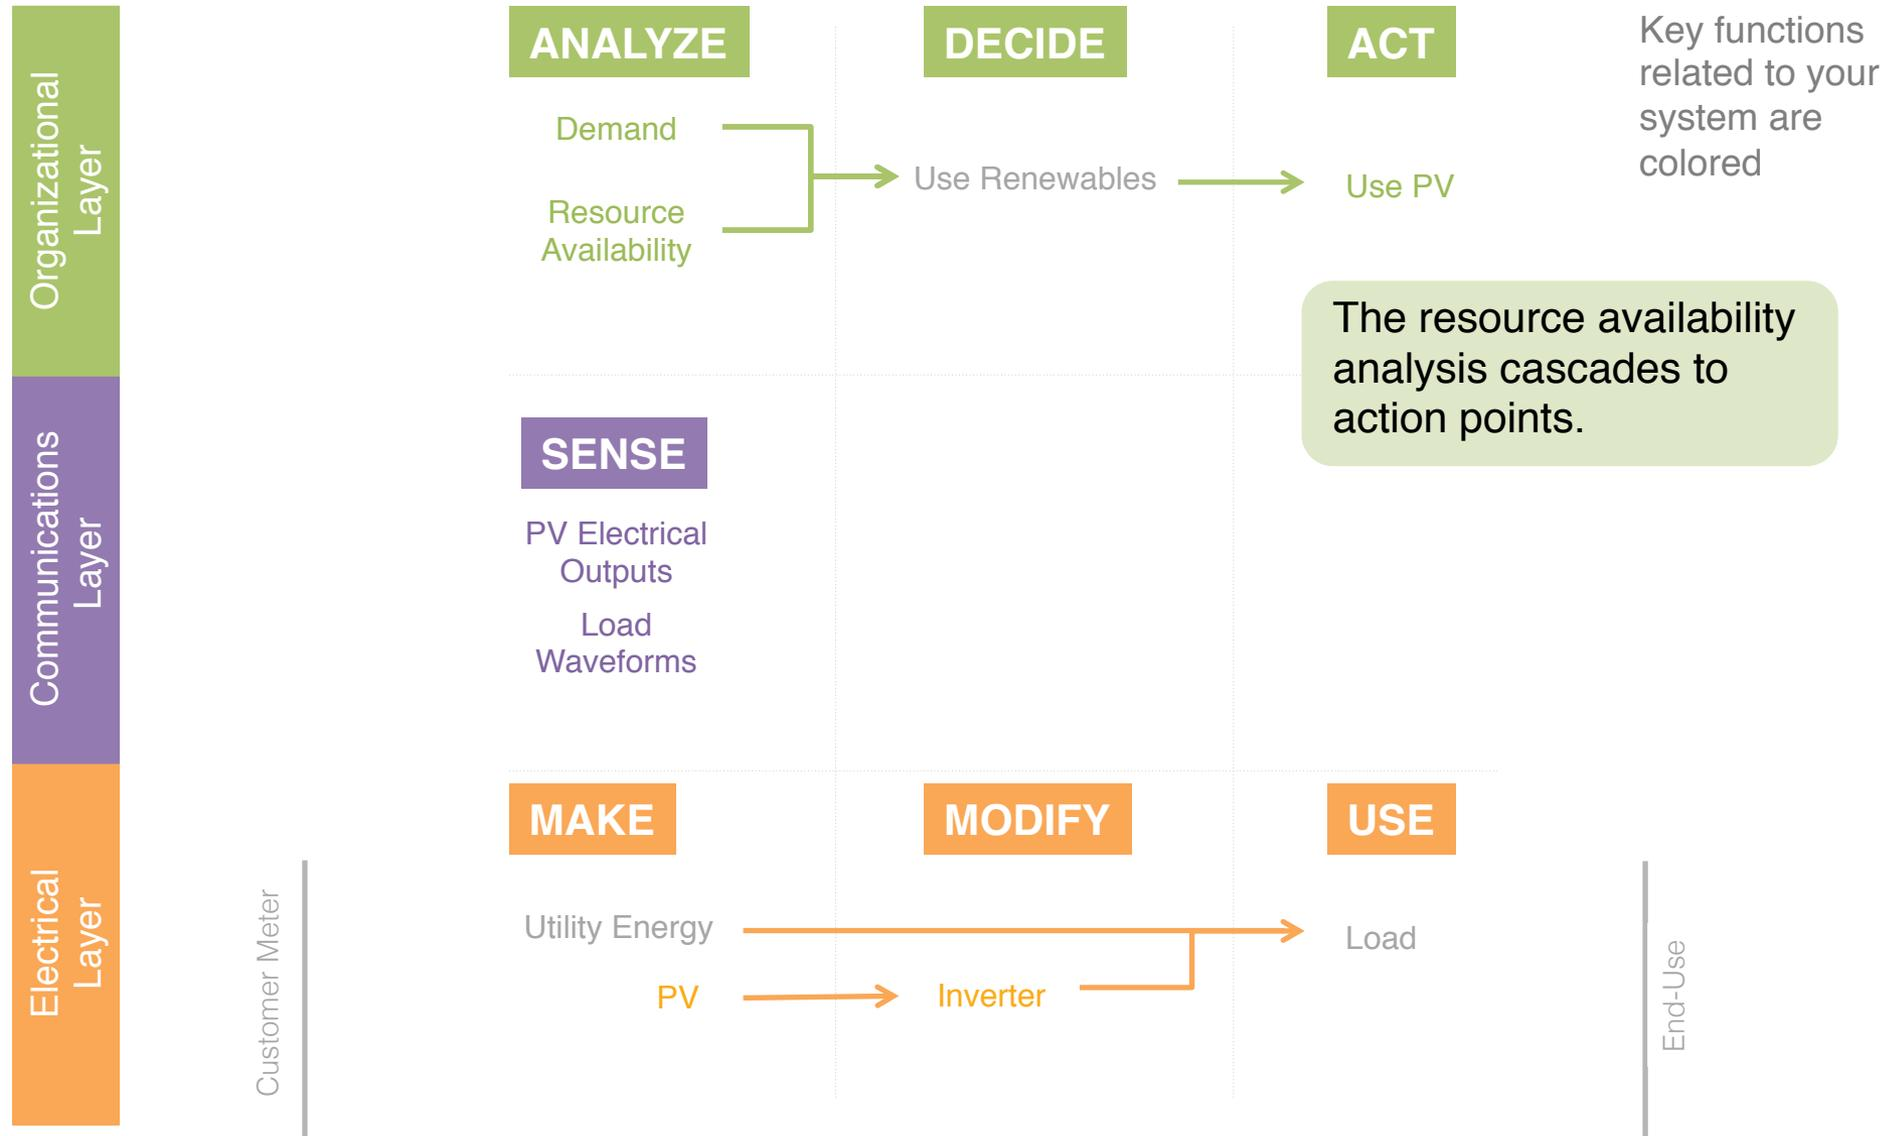 ANALYZE
DECIDE
ACT
Key functions
related to your
system are
colored
Organizational
Layer
Demand
Resource
Availability
Use Renewables
Use PV
The resource availability
analysis cascades to
action points.
Communications
Layer
SENSE
PV Electrical
Outputs
Load
Waveforms
Electrical
Layer
MAKE
MODIFY
USE
Customer Meter
Utility Energy
Load
PV
Inverter
End-Use